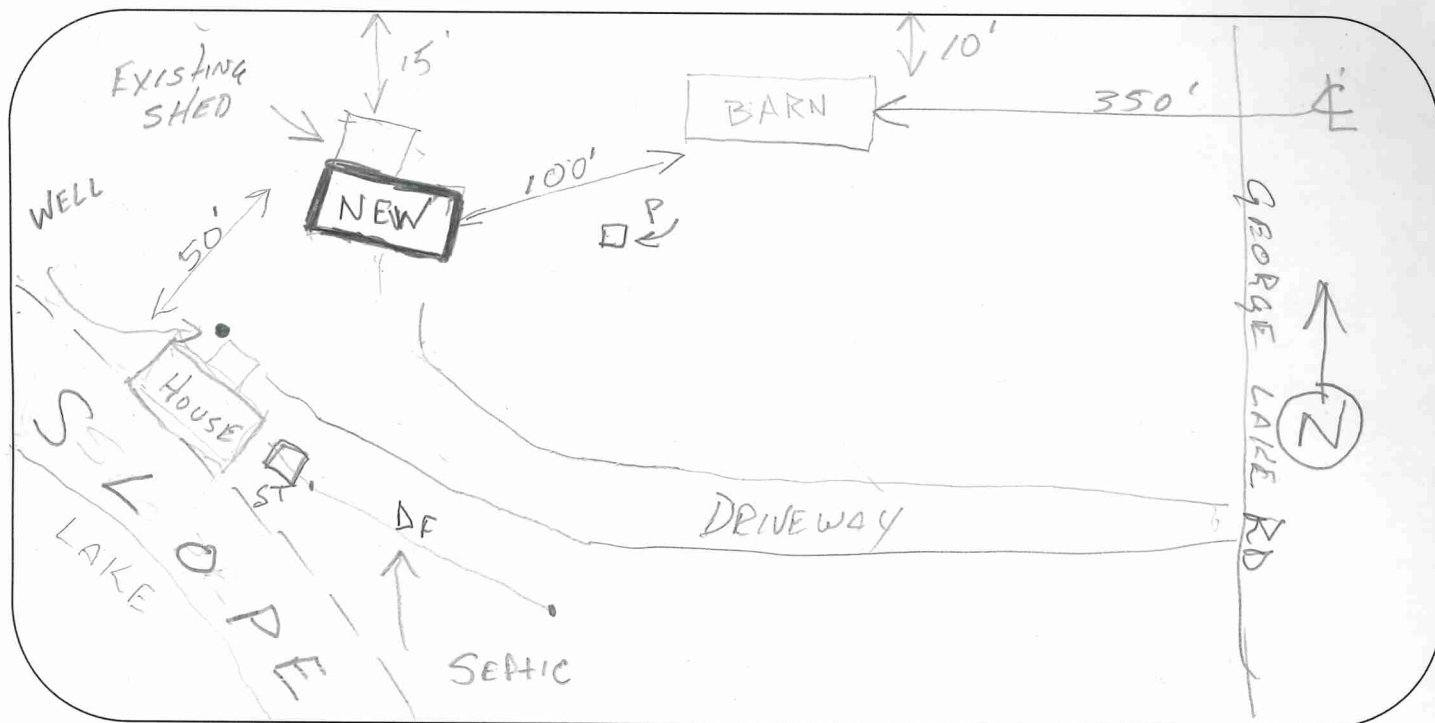 15'
10'
EXISTING
SHED
BARN
350'
℄
WELL
NEW
100'
P
50'
GEORGE LAKE RD
N
HOUSE
ST
DF
DRIVEWAY
SLOPE
LAKE
SEPTIC